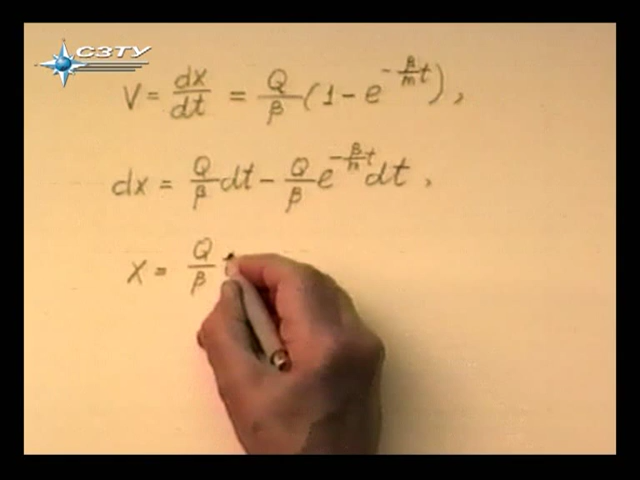 СЗТУ
V = dx/dt = Q/β (1 - e^{-β/m t}),
dx = Q/β dt - Q/β e^{-β/m t} dt,
x = Q/β